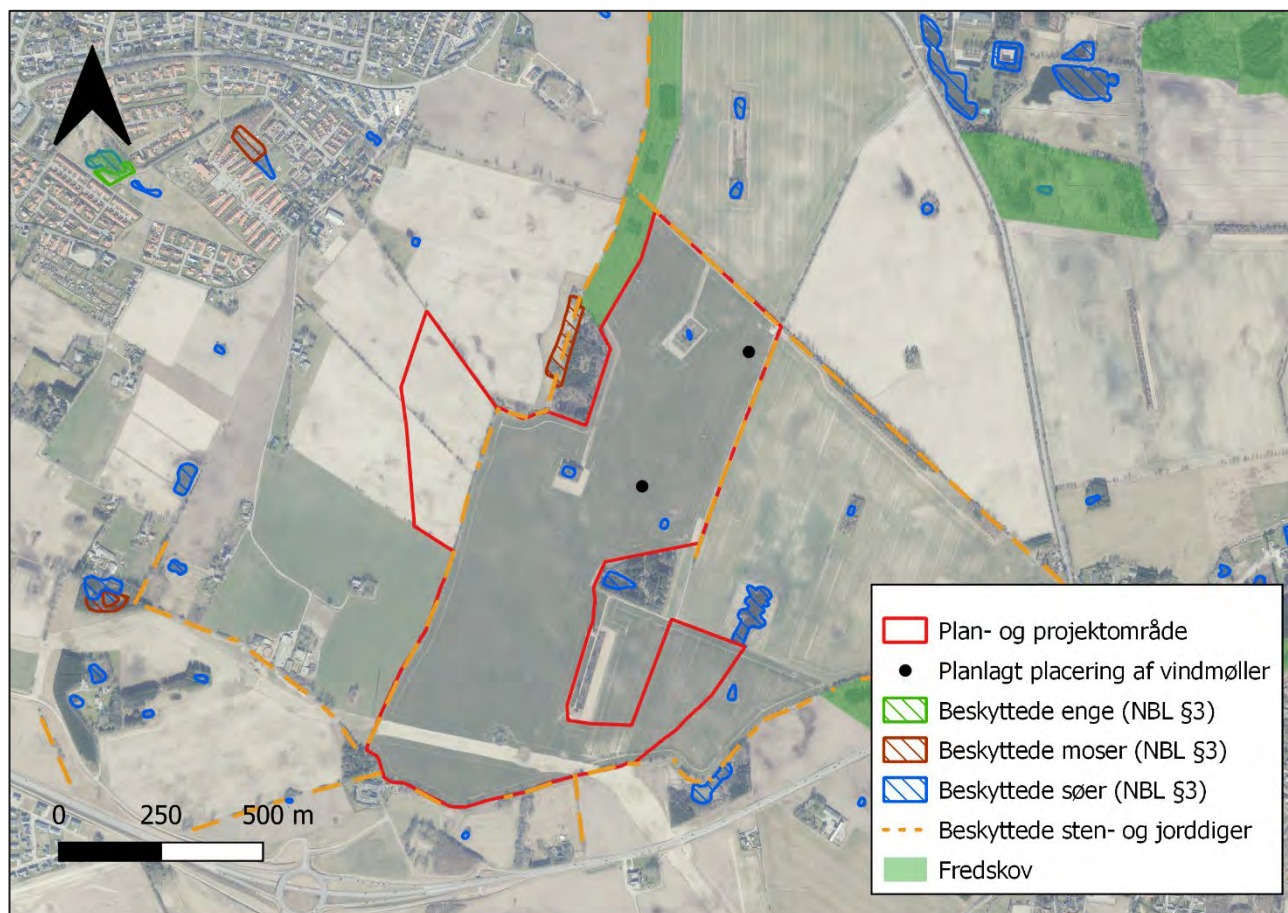 Plan- og projektområde
Planlagt placering af vindmøller
Beskyttede enge (NBL §3)
Beskyttede moser (NBL §3)
Beskyttede søer (NBL §3)
Beskyttede sten- og jorddiger
Fredskov
0 250 500 m